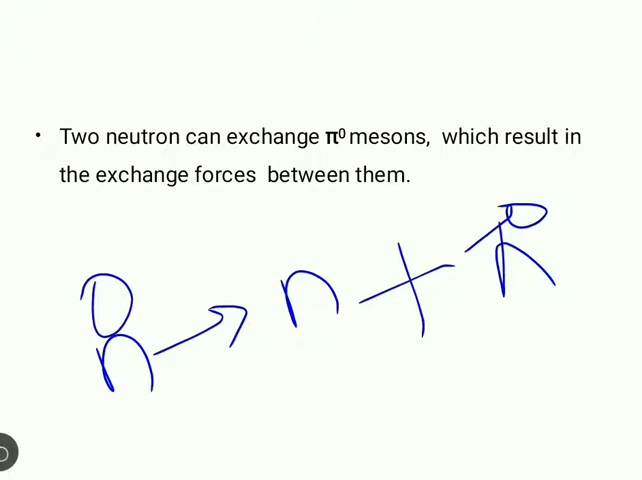 • Two neutron can exchange π⁰ mesons, which result in
the exchange forces between them.
n → n + π⁰